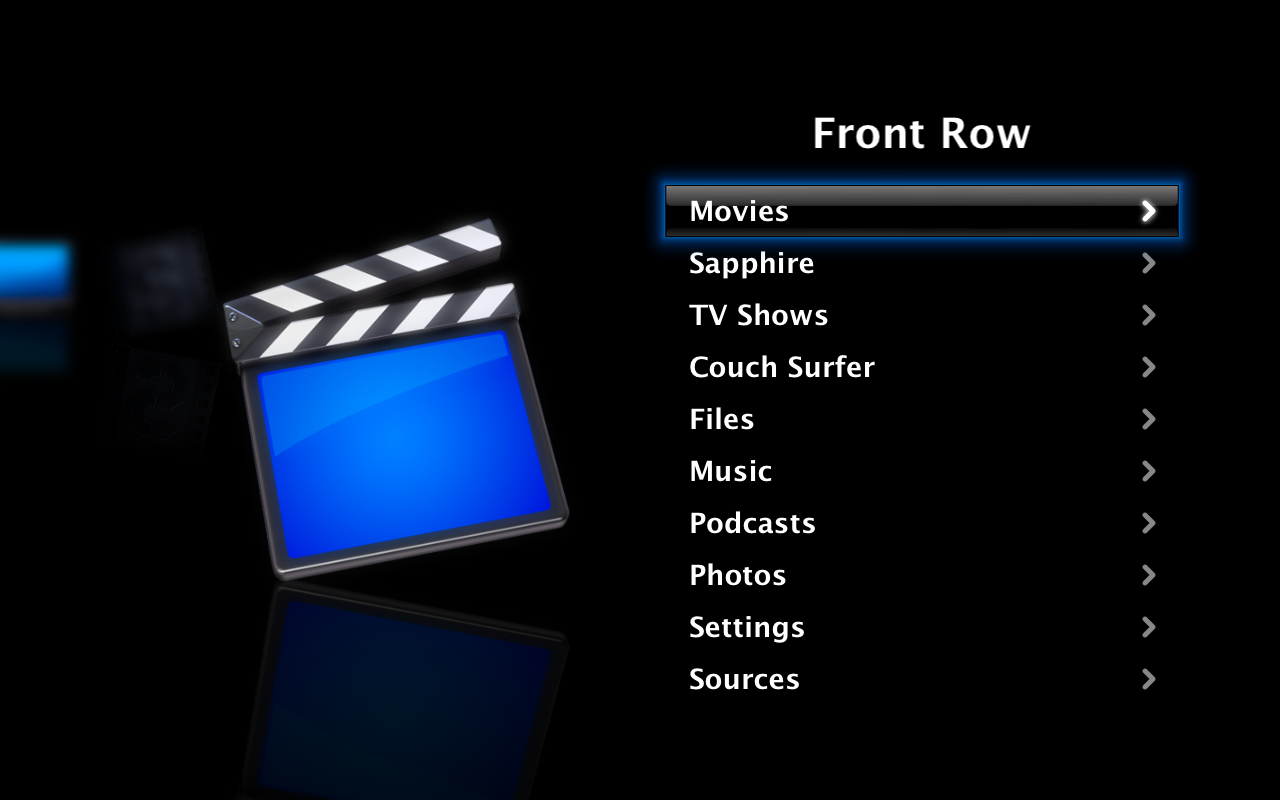 Front Row
Movies
Sapphire
TV Shows
Couch Surfer
Files
Music
Podcasts
Photos
Settings
Sources